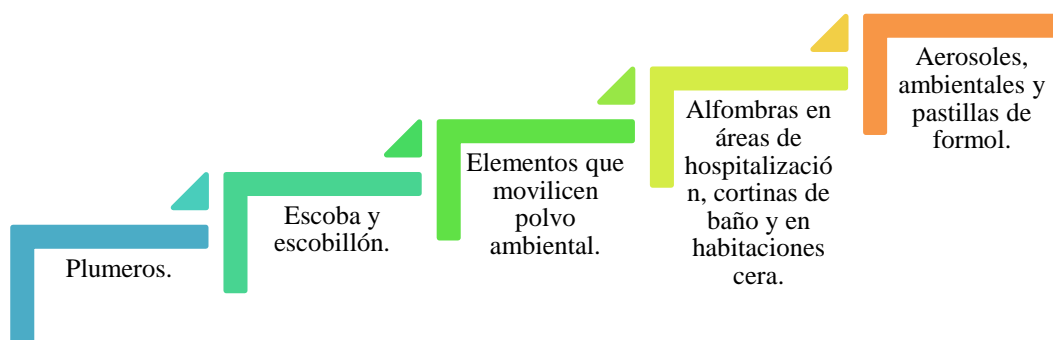 Plumeros.
Escoba y
escobillón.
Elementos que
movilicen
polvo
ambiental.
Alfombras en
áreas de
hospitalizació
n, cortinas de
baño y en
habitaciones
cera.
Aerosoles,
ambientales y
pastillas de
formol.